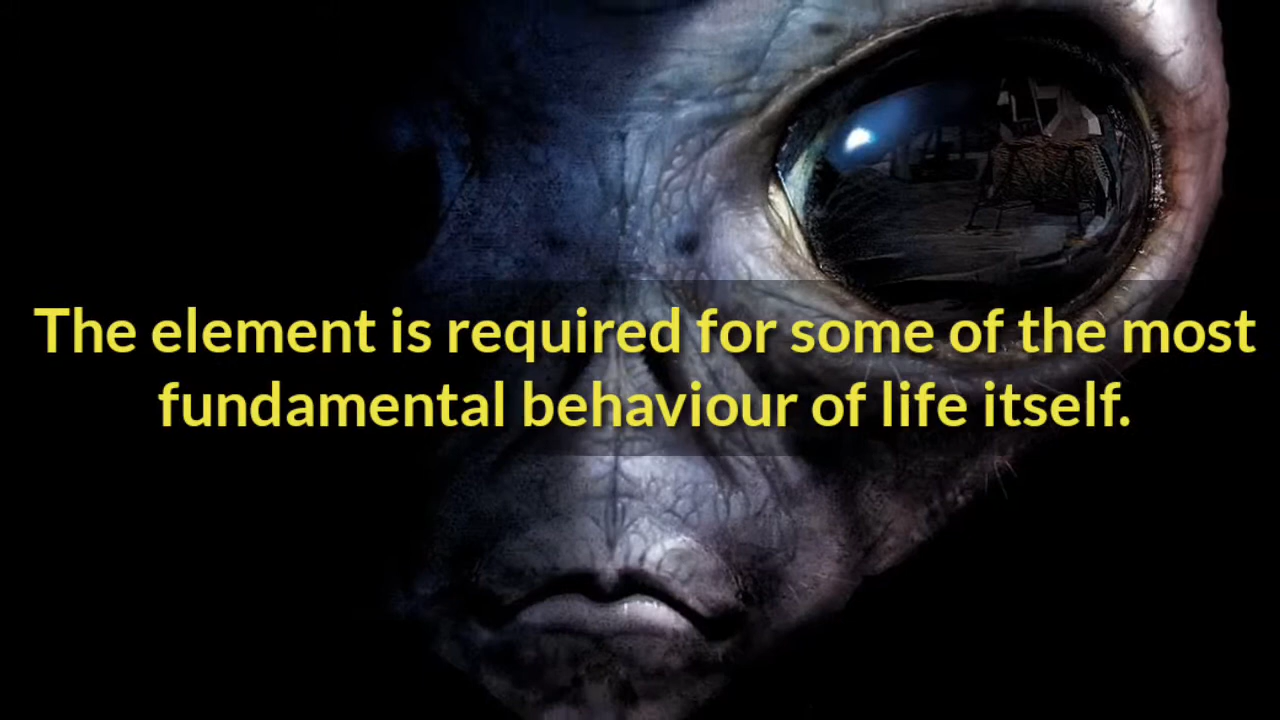 The element is required for some of the most
fundamental behaviour of life itself.